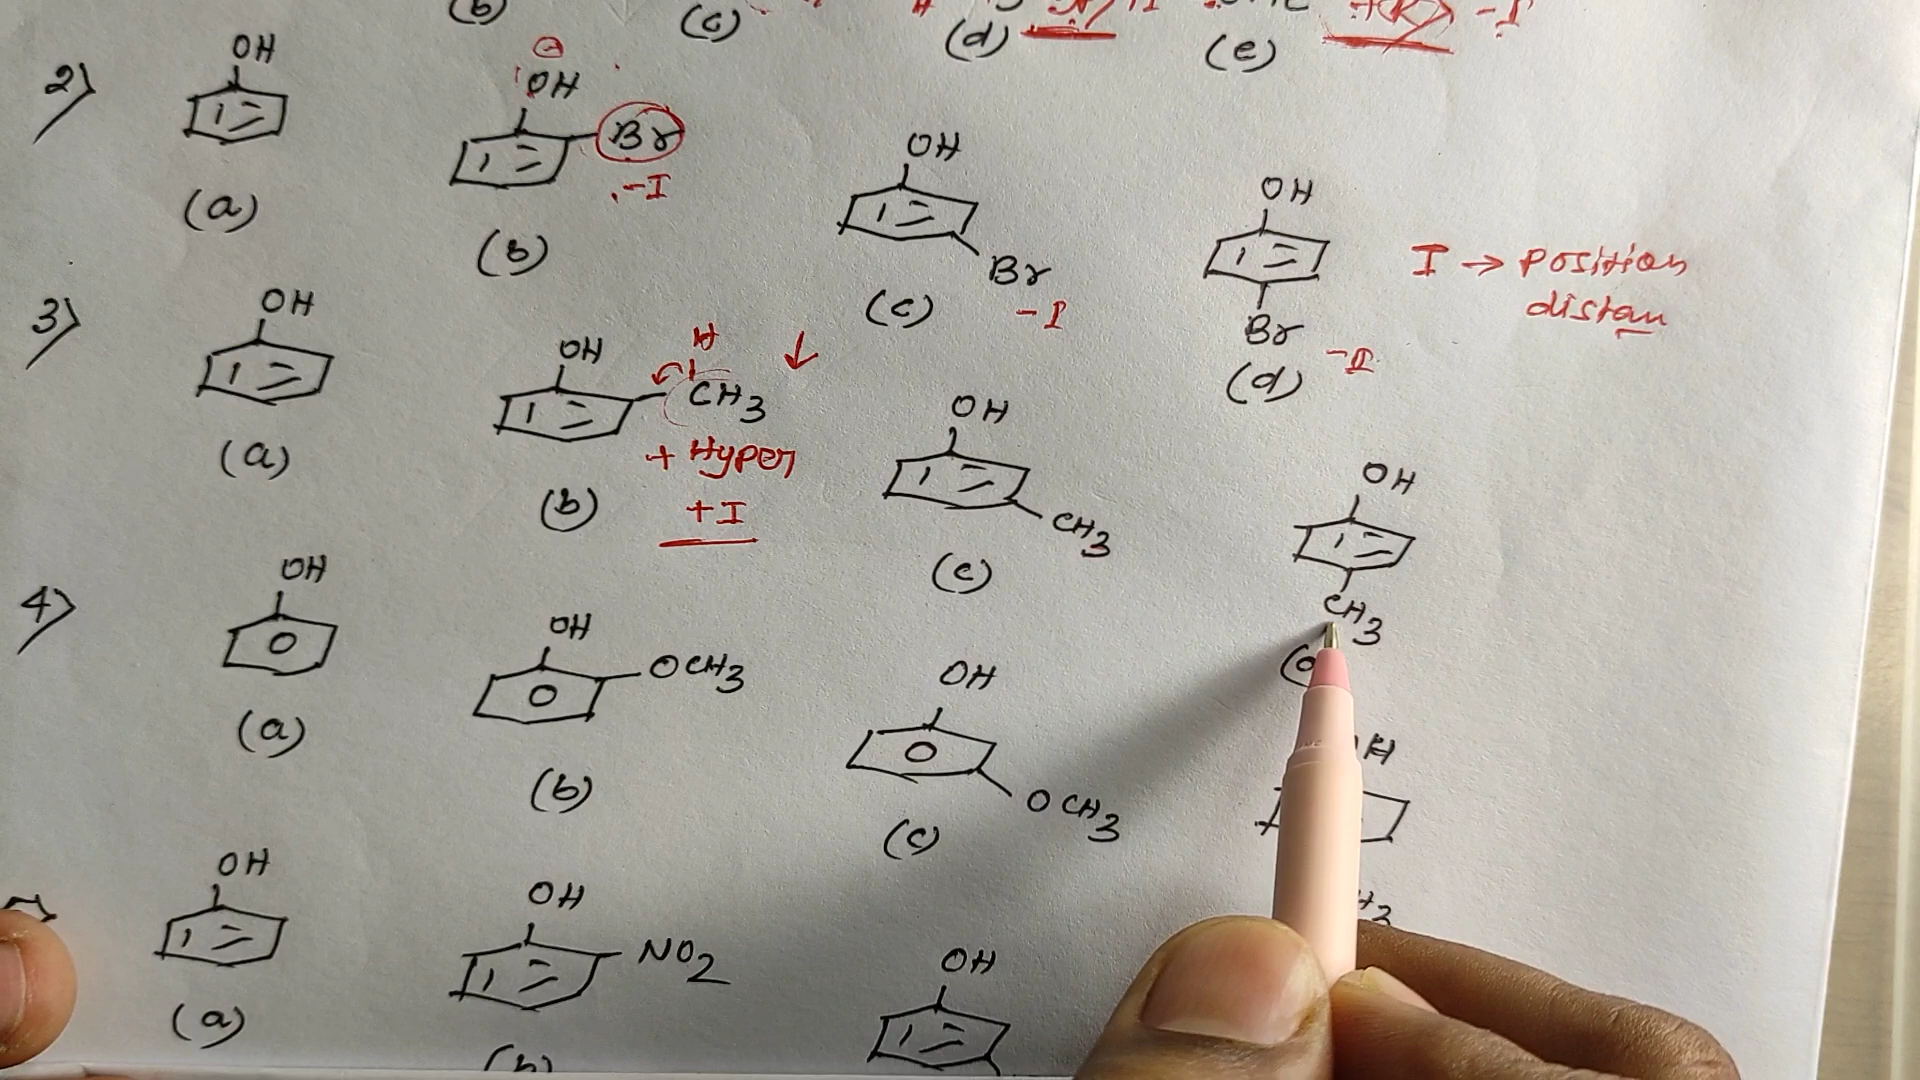 (b) (c) (d) (e) -I
2) OH (a)
OH Br -I (b)
OH Br -I (c)
OH Br -I (d)
I → Position
distan
3) OH (a)
OH H CH3 ↓ + Hyper +I (b)
OH CH3 (c)
OH CH3
4) OH (a)
OH OCH3 (b)
OH OCH3 (c)
OH (a)
OH NO2
OH